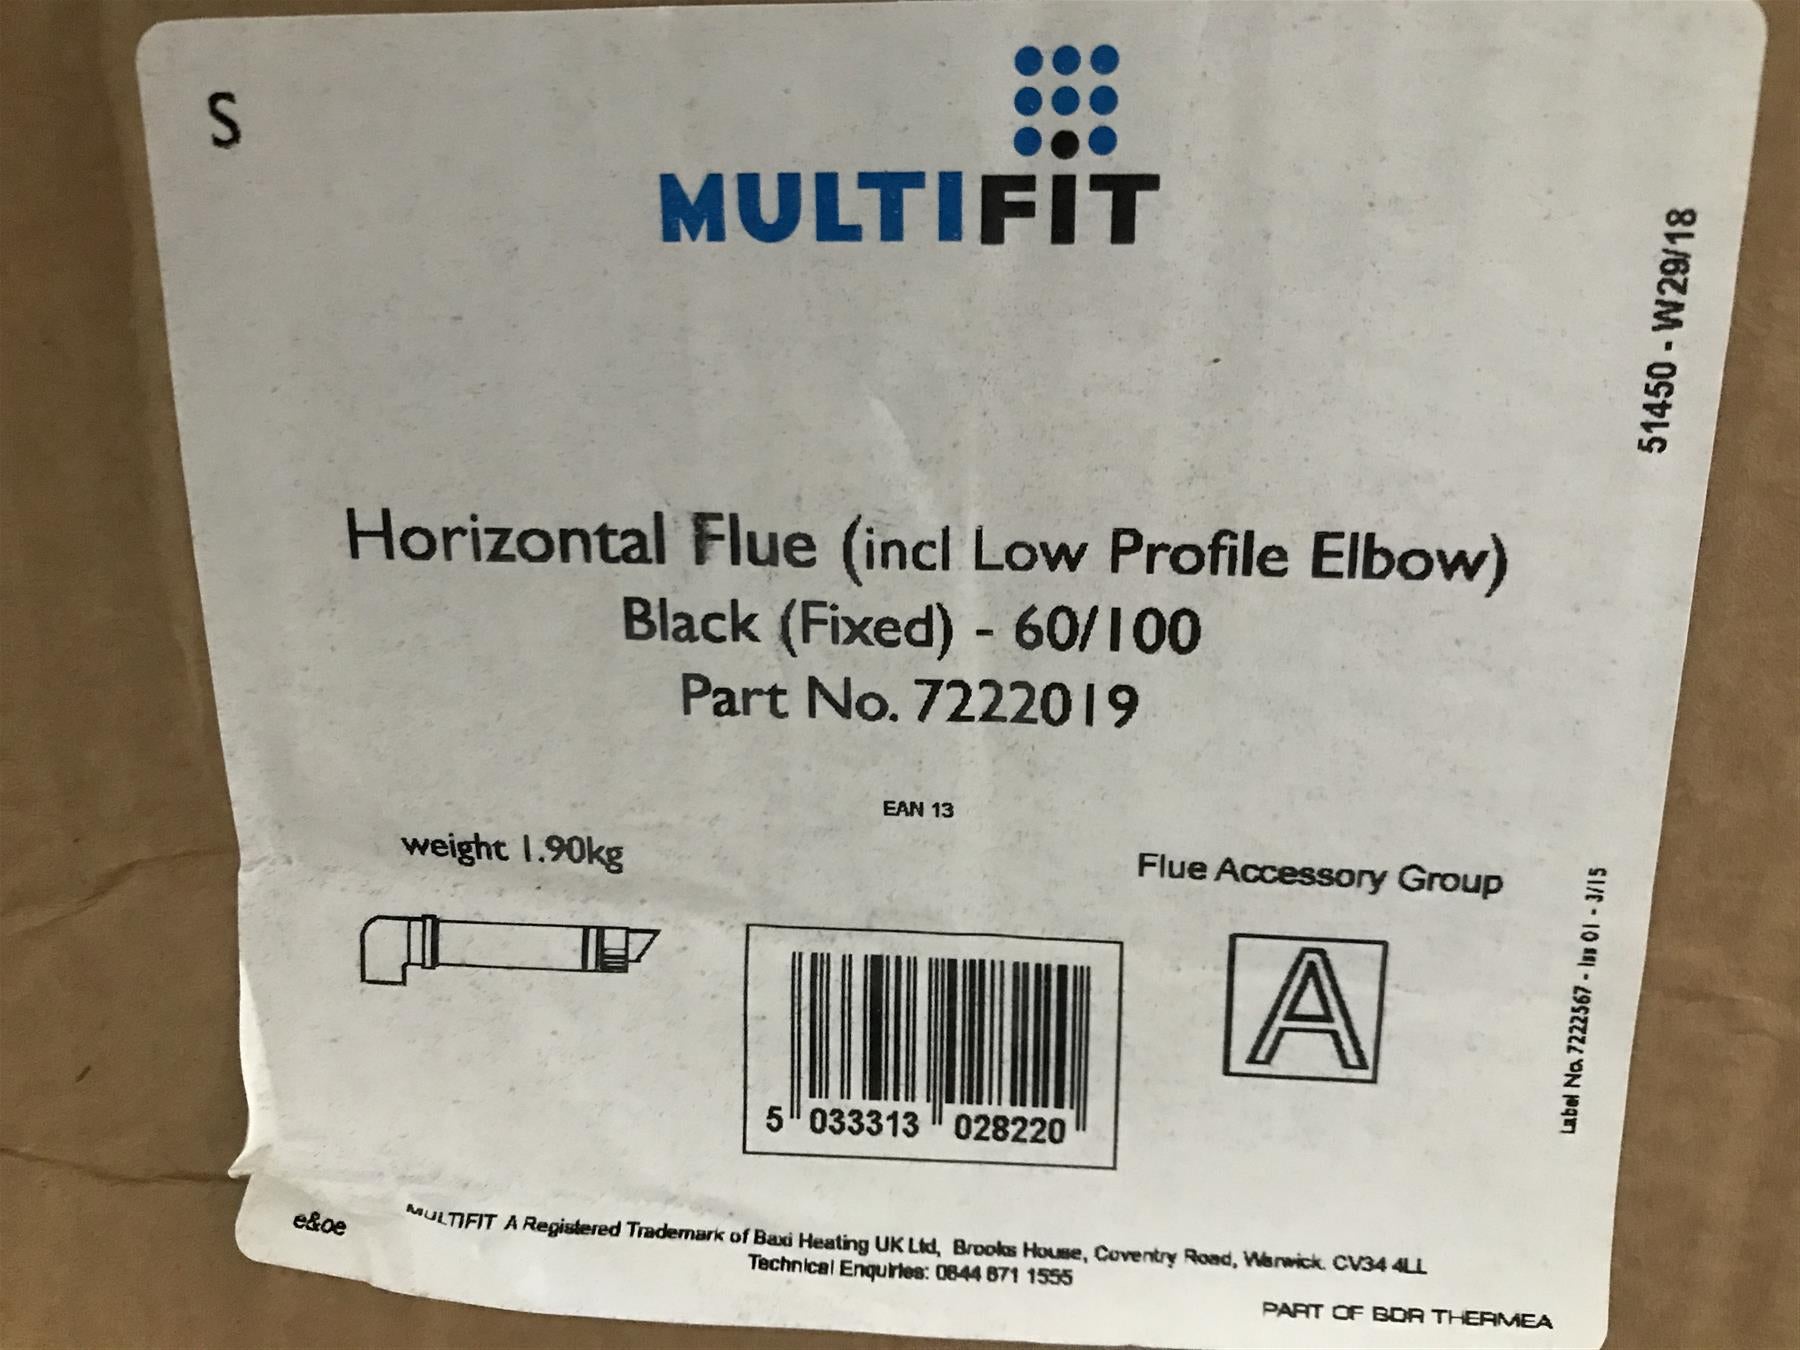 S
MULTIFIT
51450 - W29/18
Horizontal Flue (incl Low Profile Elbow)
Black (Fixed) - 60/100
Part No. 7222019
EAN 13
weight 1.90kg
Flue Accessory Group
A
5 033313 028220
Label No. 7222567 - Iss 01 - 3/15
e&oe
MULTIFIT A Registered Trademark of Baxi Heating UK Ltd, Brooks House, Coventry Road, Warwick. CV34 4LL
Technical Enquiries: 0844 871 1555
PART OF BDR THERMEA